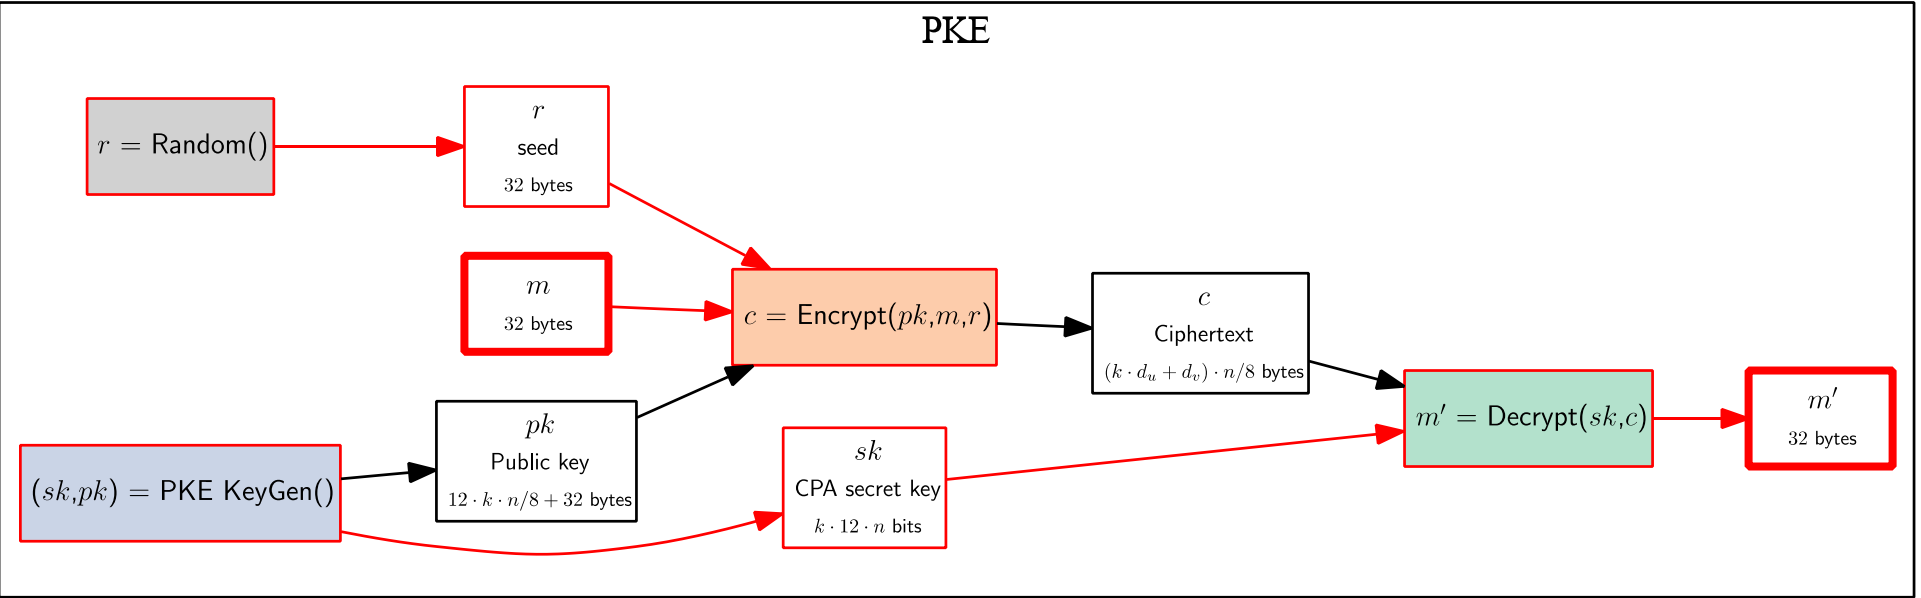 PKE
r = Random()
r
seed
32 bytes
m
32 bytes
c = Encrypt(pk,m,r)
c
Ciphertext
(k · d_u + d_v) · n/8 bytes
(sk,pk) = PKE KeyGen()
pk
Public key
12 · k · n/8 + 32 bytes
sk
CPA secret key
k · 12 · n bits
m′ = Decrypt(sk,c)
m′
32 bytes